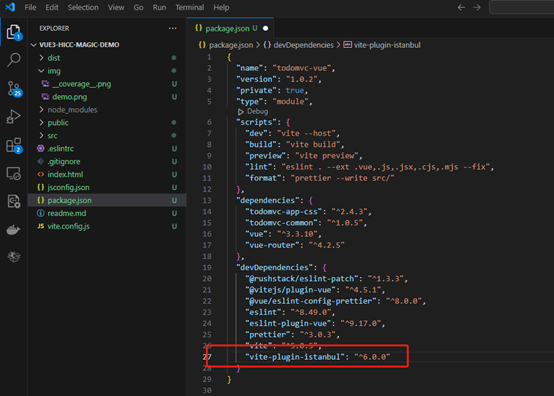 File Edit Selection View Go Run Terminal Help
EXPLORER
VUE3-HICC-MAGIC-DEMO
dist
img
__coverage__.png U
demo.png U
node_modules
public
src
.eslintrc U
.gitignore U
index.html U
jsconfig.json U
package.json U
readme.md U
vite.config.js U
25
2
package.json U
package.json > {} devDependencies > vite-plugin-istanbul
1 {
2 "name": "todomvc-vue",
3 "version": "1.0.2",
4 "private": true,
5 "type": "module",
Debug
6 "scripts": {
7 "dev": "vite --host",
8 "build": "vite build",
9 "preview": "vite preview",
10 "lint": "eslint . --ext .vue,.js,.jsx,.cjs,.mjs --fix",
11 "format": "prettier --write src/"
12 },
13 "dependencies": {
14 "todomvc-app-css": "^2.4.3",
15 "todomvc-common": "^1.0.5",
16 "vue": "^3.3.10",
17 "vue-router": "^4.2.5"
18 },
19 "devDependencies": {
20 "@rushstack/eslint-patch": "^1.3.3",
21 "@vitejs/plugin-vue": "^4.5.1",
22 "@vue/eslint-config-prettier": "^8.0.0",
23 "eslint": "^8.49.0",
24 "eslint-plugin-vue": "^9.17.0",
25 "prettier": "^3.0.3",
26 "vite": "^5.0.5",
27 "vite-plugin-istanbul": "^6.0.0"
28 }
29 }
30